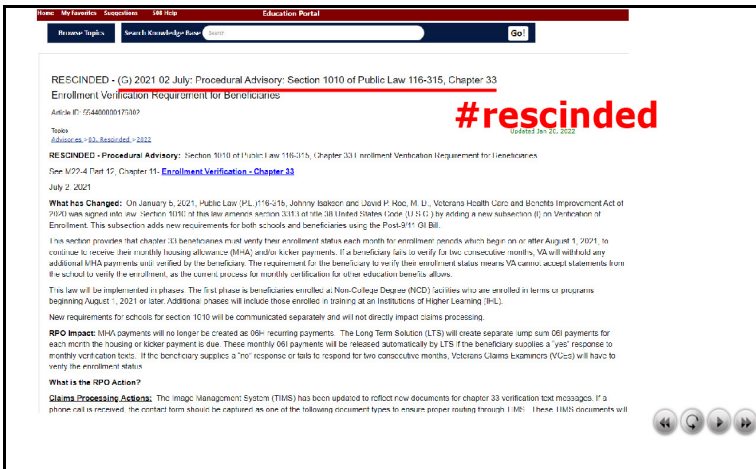 Home My Favorites Suggestions 508 Help Education Portal
Browse Topics Search Knowledge Base Search Go!
RESCINDED - (G) 2021 02 July: Procedural Advisory: Section 1010 of Public Law 116-315, Chapter 33
Enrollment Verification Requirement for Beneficiaries
#rescinded
Article ID: 554400000176802
Topics
Updated Jan 20, 2022
Advisories > 03. Rescinded > 2022
RESCINDED - Procedural Advisory: Section 1010 of Public Law 116-315, Chapter 33 Enrollment Verification Requirement for Beneficiaries
See M22-4 Part 12, Chapter 11- Enrollment Verification - Chapter 33
July 2, 2021
What has Changed: On January 5, 2021, Public Law (P.L.)116-315, Johnny Isakson and David P. Roe, M. D., Veterans Health Care and Benefits Improvement Act of
2020 was signed into law. Section 1010 of this law amends section 3313 of title 38 United States Code (U.S.C.) by adding a new subsection (l) on Verification of
Enrollment. This subsection adds new requirements for both schools and beneficiaries using the Post-9/11 GI Bill.
This section provides that chapter 33 beneficiaries must verify their enrollment status each month for enrollment periods which begin on or after August 1, 2021, to
continue to receive their monthly housing allowance (MHA) and/or kicker payments. If a beneficiary fails to verify for two consecutive months, VA will withhold any
additional MHA payments until verified by the beneficiary. The requirement for the beneficiary to verify their enrollment status means VA cannot accept statements from
the school to verify the enrollment, as the current process for monthly certification for other education benefits allows.
This law will be implemented in phases. The first phase is beneficiaries enrolled at Non-College Degree (NCD) facilities who are enrolled in terms or programs
beginning August 1, 2021 or later. Additional phases will include those enrolled in training at an Institutions of Higher Learning (IHL).
New requirements for schools for section 1010 will be communicated separately and will not directly impact claims processing.
RPO Impact: MHA payments will no longer be created as 06H recurring payments. The Long Term Solution (LTS) will create separate lump sum 06I payments for
each month the housing or kicker payment is due. These monthly 06I payments will be released automatically by LTS if the beneficiary supplies a "yes" response to
monthly verification texts. If the beneficiary supplies a "no" response or fails to respond for two consecutive months, Veterans Claims Examiners (VCEs) will have to
verify the enrollment status
What is the RPO Action?
Claims Processing Actions: The Image Management System (TIMS) has been updated to reflect new documents for chapter 33 verification text messages. If a
phone call is received, the contact form should be captured as one of the following document types to ensure proper routing through TIMS. These TIMS documents will